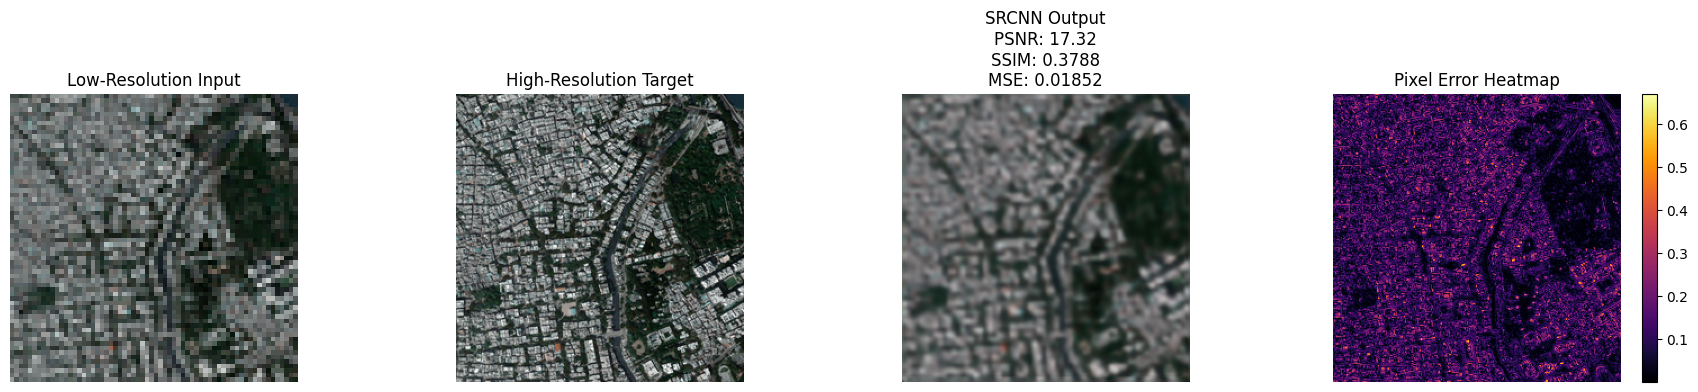 Low-Resolution Input
High-Resolution Target
SRCNN Output
PSNR: 17.32
SSIM: 0.3788
MSE: 0.01852
Pixel Error Heatmap
0.6
0.5
0.4
0.3
0.2
0.1